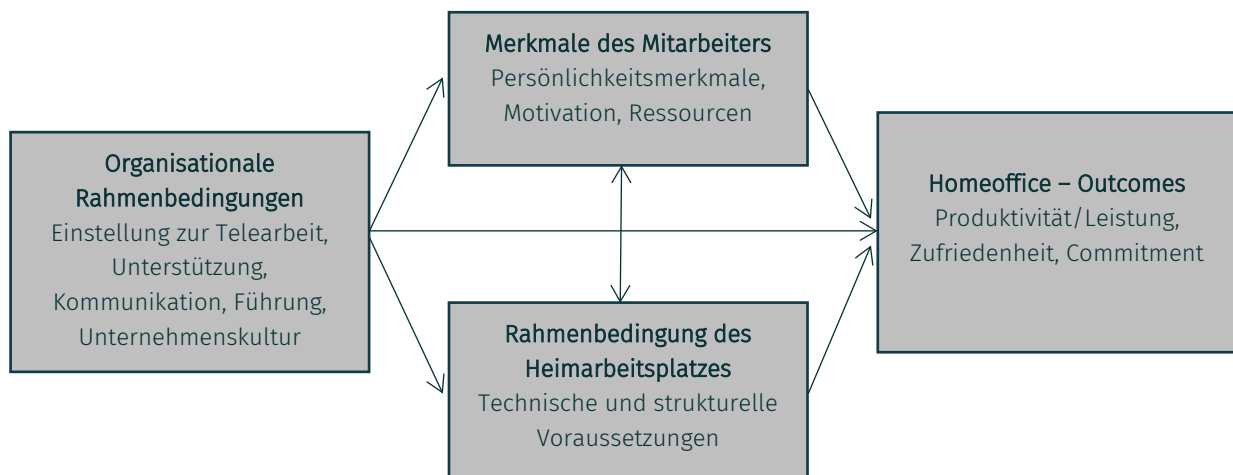 Merkmale des Mitarbeiters
Persönlichkeitsmerkmale,
Motivation, Ressourcen
Organisationale
Rahmenbedingungen
Einstellung zur Telearbeit,
Unterstützung,
Kommunikation, Führung,
Unternehmenskultur
Homeoffice – Outcomes
Produktivität/Leistung,
Zufriedenheit, Commitment
Rahmenbedingung des
Heimarbeitsplatzes
Technische und strukturelle
Voraussetzungen